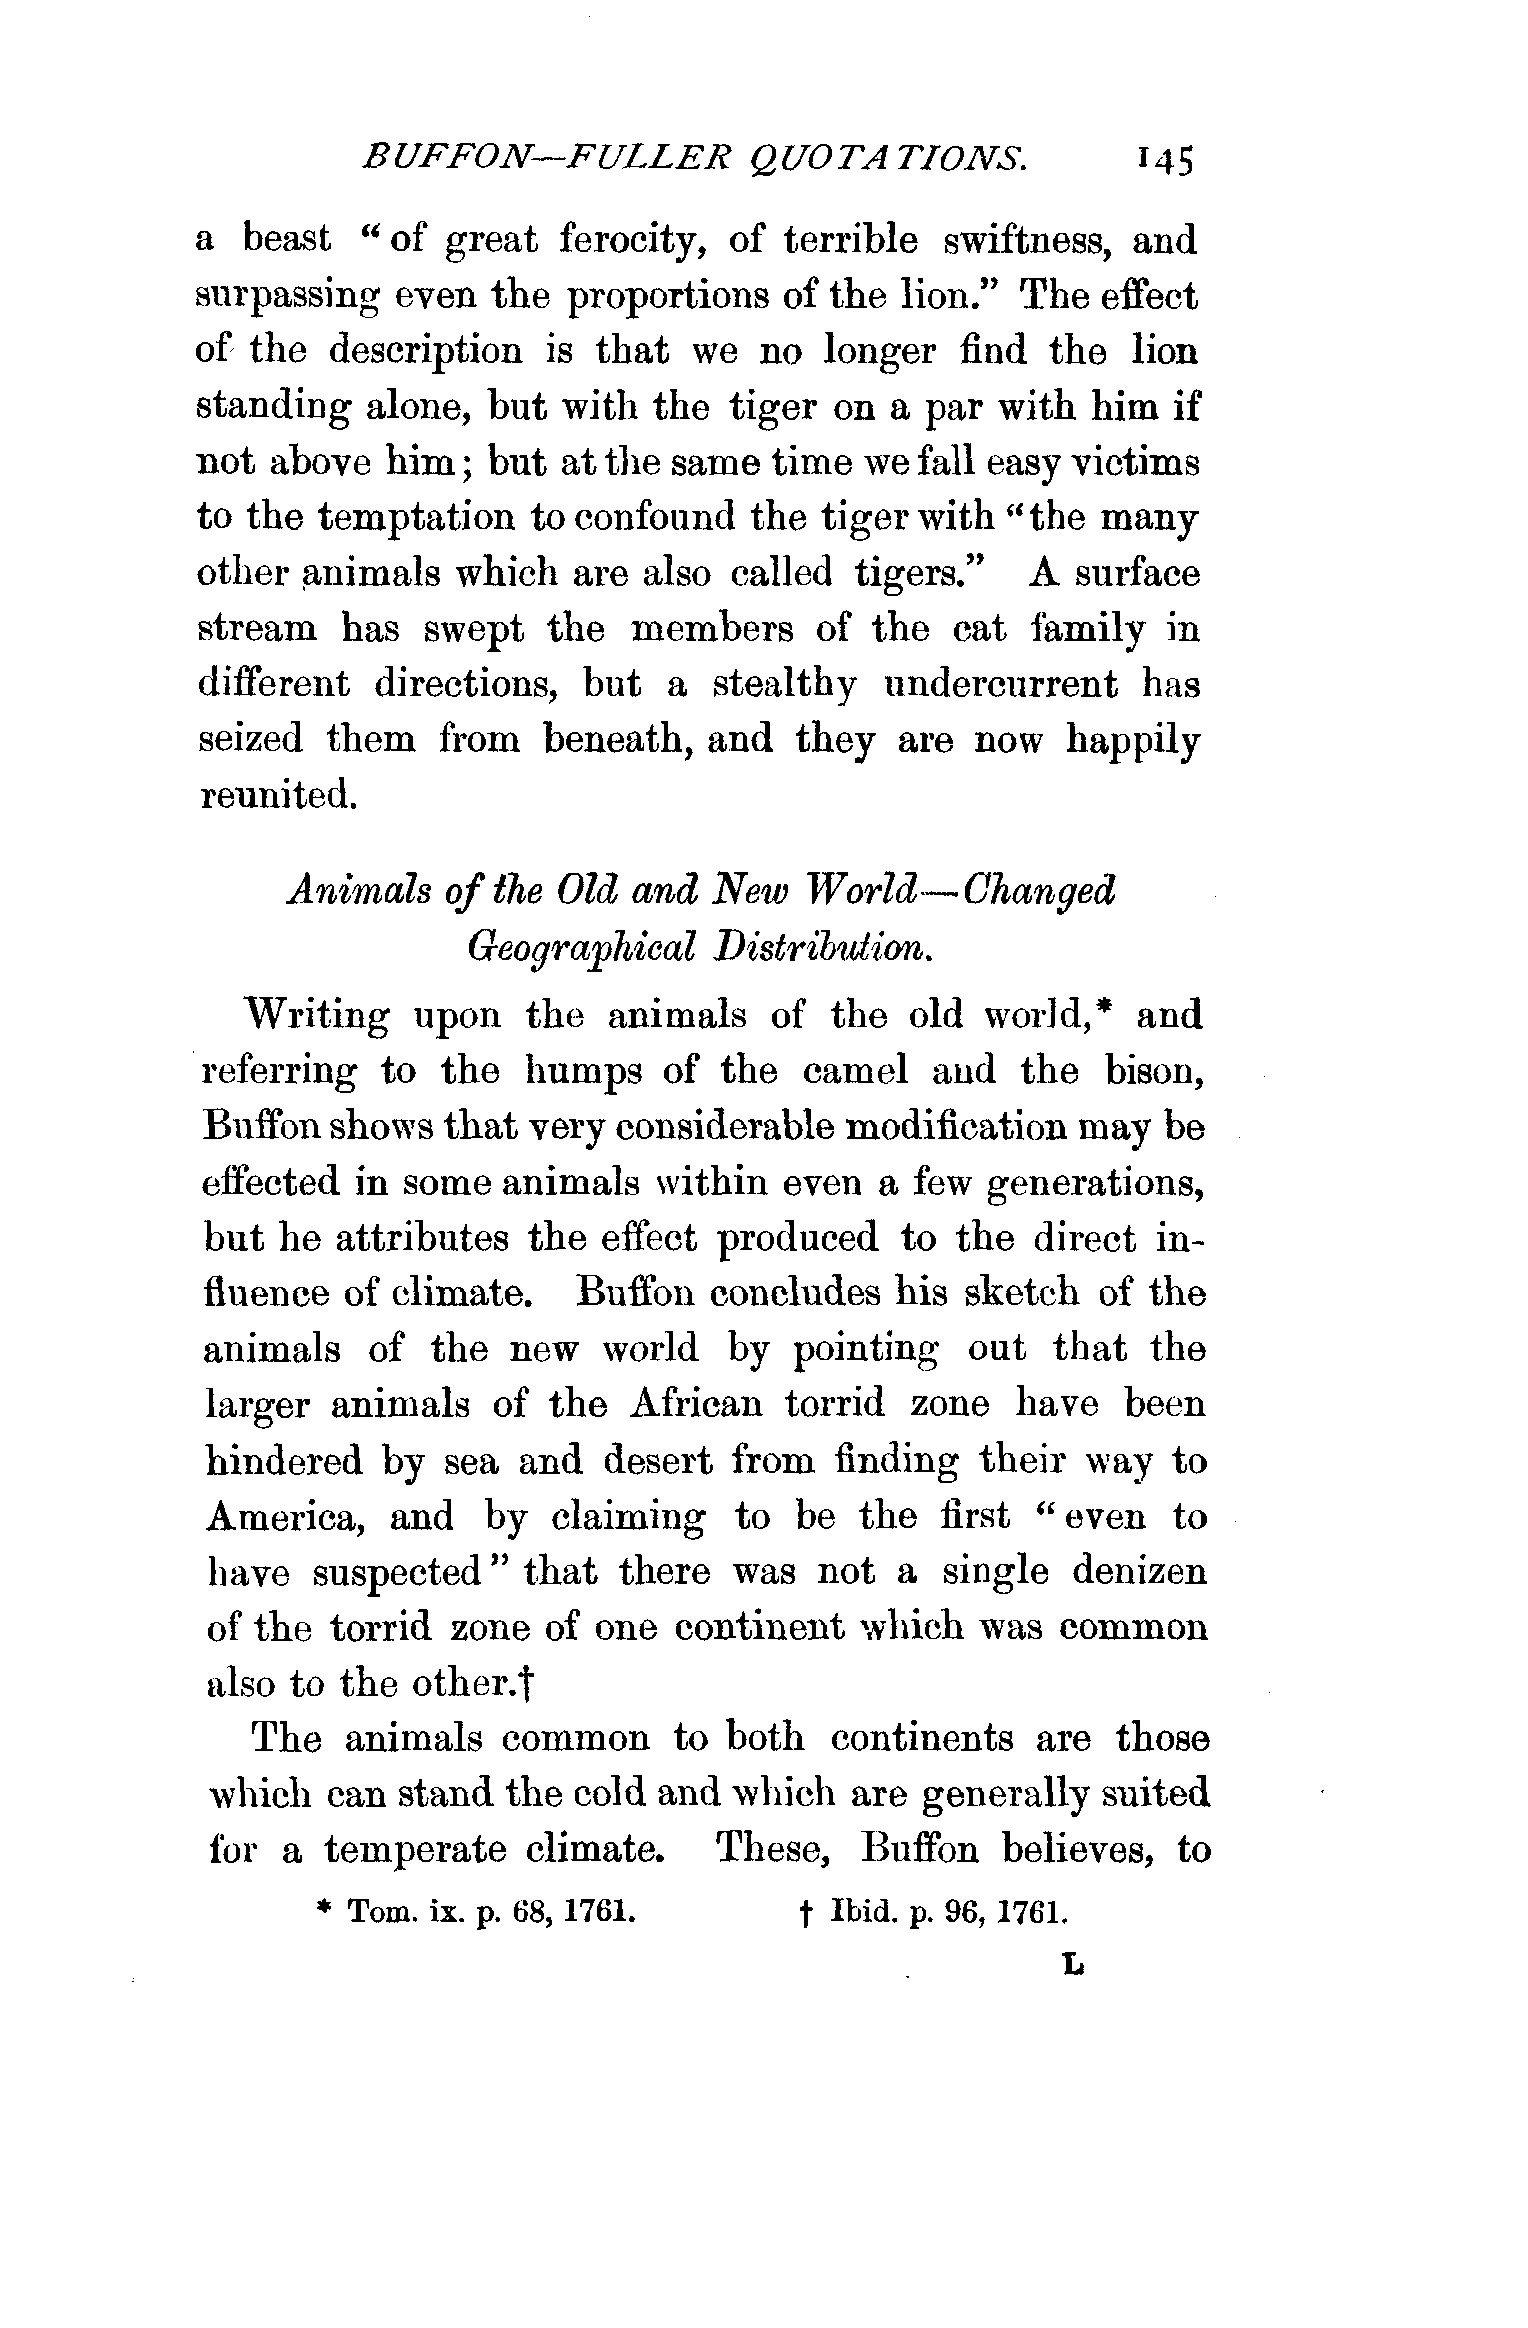 BUFFON—FULLER QUOTATIONS. 145
a beast “of great ferocity, of terrible swiftness, and
surpassing even the proportions of the lion.” The effect
of the description is that we no longer find the lion
standing alone, but with the tiger on a par with him if
not above him; but at the same time we fall easy victims
to the temptation to confound the tiger with “the many
other animals which are also called tigers.” A surface
stream has swept the members of the cat family in
different directions, but a stealthy undercurrent has
seized them from beneath, and they are now happily
reunited.
Animals of the Old and New World—Changed
Geographical Distribution.
Writing upon the animals of the old world,* and
referring to the humps of the camel and the bison,
Buffon shows that very considerable modification may be
effected in some animals within even a few generations,
but he attributes the effect produced to the direct in-
fluence of climate. Buffon concludes his sketch of the
animals of the new world by pointing out that the
larger animals of the African torrid zone have been
hindered by sea and desert from finding their way to
America, and by claiming to be the first “even to
have suspected” that there was not a single denizen
of the torrid zone of one continent which was common
also to the other.†
The animals common to both continents are those
which can stand the cold and which are generally suited
for a temperate climate. These, Buffon believes, to
* Tom. ix. p. 68, 1761. † Ibid. p. 96, 1761.
L